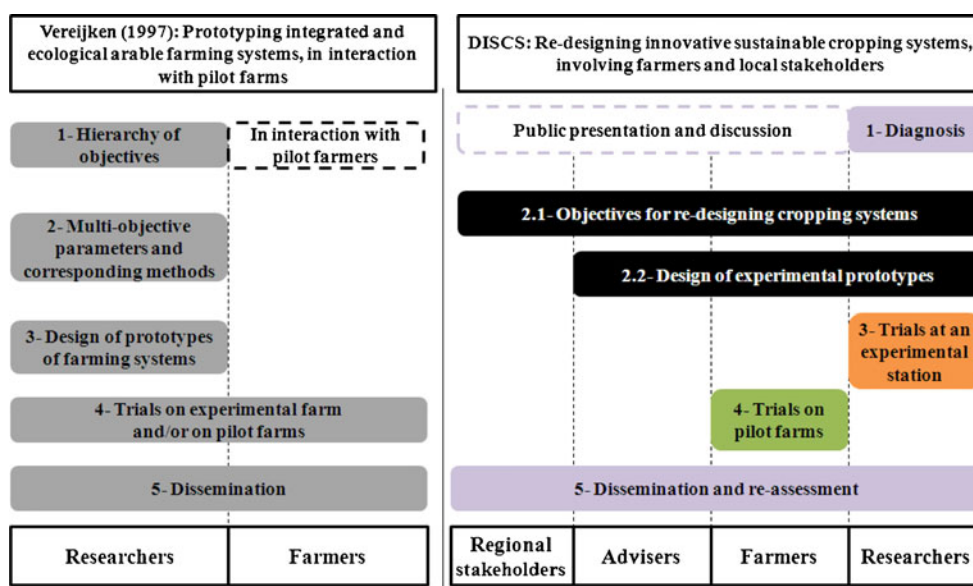 Vereijken (1997): Prototyping integrated and
ecological arable farming systems, in interaction
with pilot farms
1- Hierarchy of
objectives
In interaction with
pilot farmers
2- Multi-objective
parameters and
corresponding methods
3- Design of prototypes
of farming systems
4- Trials on experimental farm
and/or on pilot farms
5- Dissemination
Researchers
Farmers
DISCS: Re-designing innovative sustainable cropping systems,
involving farmers and local stakeholders
Public presentation and discussion
1- Diagnosis
2.1- Objectives for re-designing cropping systems
2.2- Design of experimental prototypes
3- Trials at an
experimental
station
4- Trials on
pilot farms
5- Dissemination and re-assessment
Regional
stakeholders
Advisers
Farmers
Researchers